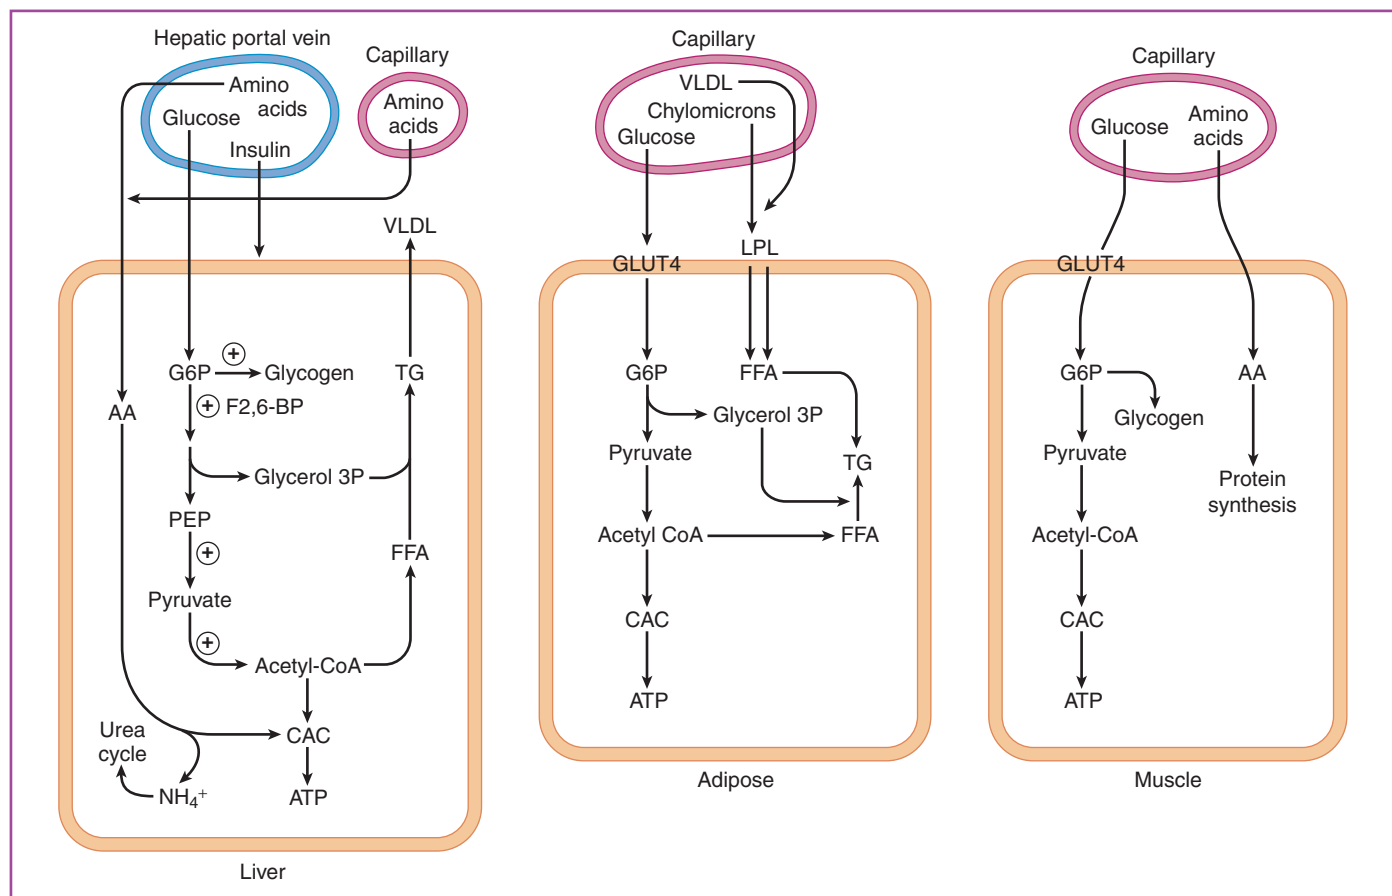 Hepatic portal vein
Amino
acids
Glucose
Insulin
Capillary
Amino
acids
VLDL
G6P
+
Glycogen
TG
AA
+ F2,6-BP
Glycerol 3P
PEP
+
FFA
Pyruvate
+
Acetyl-CoA
Urea
cycle
CAC
NH₄⁺
ATP
Liver
Capillary
VLDL
Chylomicrons
Glucose
GLUT4
LPL
G6P
FFA
Glycerol 3P
Pyruvate
TG
Acetyl CoA
FFA
CAC
ATP
Adipose
Capillary
Glucose
Amino
acids
GLUT4
G6P
AA
Glycogen
Pyruvate
Protein
synthesis
Acetyl-CoA
CAC
ATP
Muscle